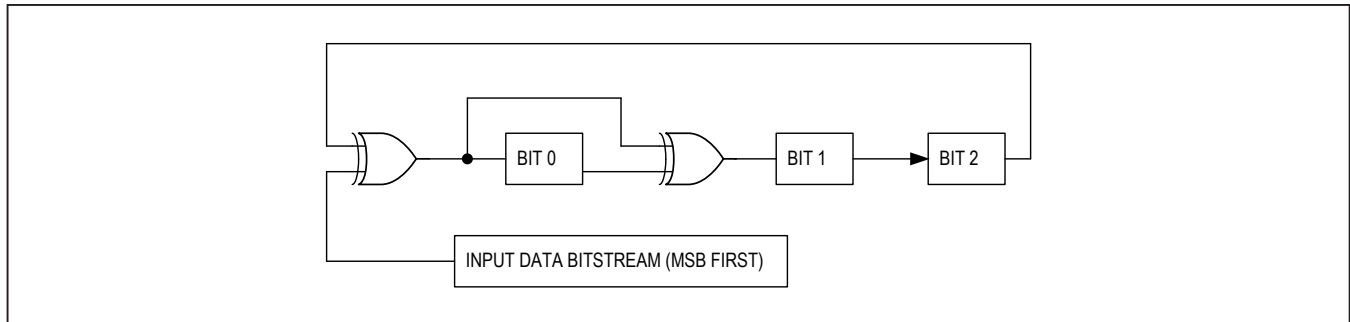 BIT 0
BIT 1
BIT 2
INPUT DATA BITSTREAM (MSB FIRST)